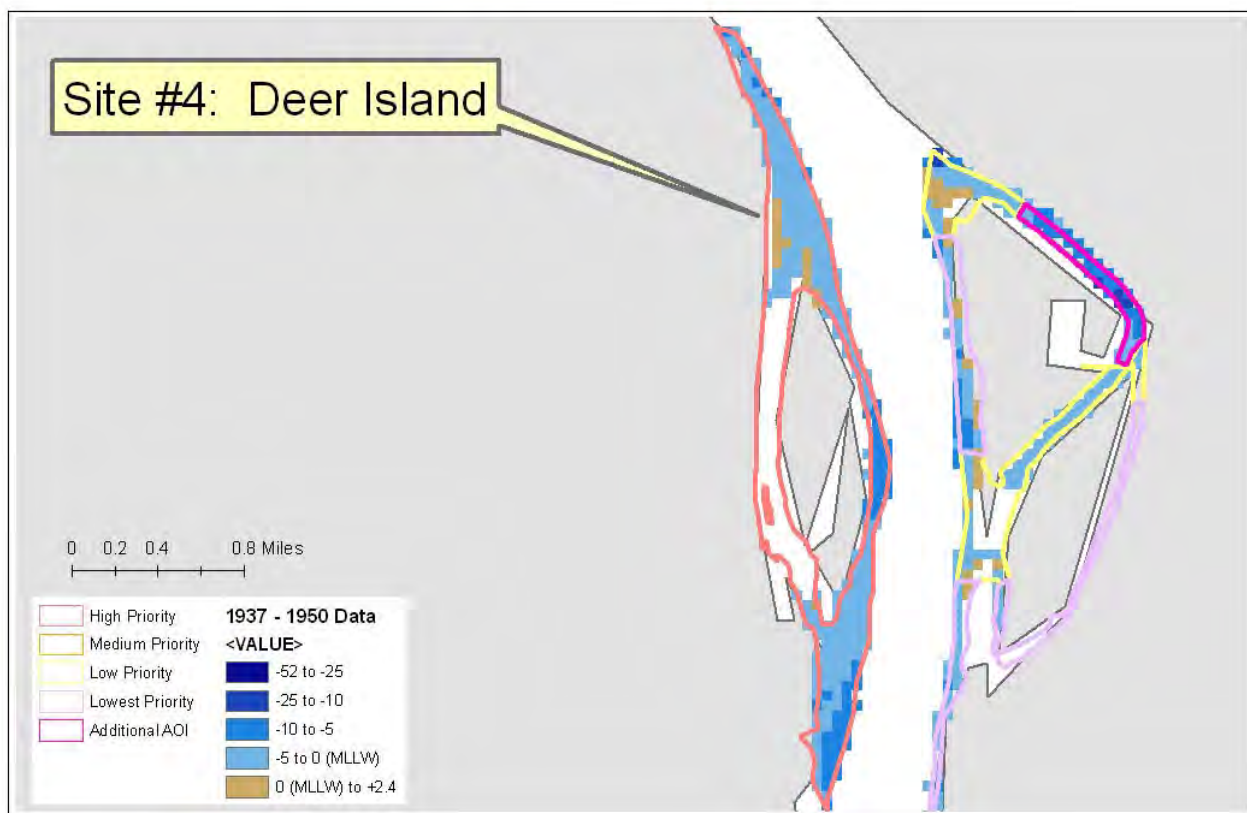 Site #4: Deer Island
0 0.2 0.4 0.8 Miles
High Priority
Medium Priority
Low Priority
Lowest Priority
Additional AOI
1937 - 1950 Data
<VALUE>
-52 to -25
-25 to -10
-10 to -5
-5 to 0 (MLLW)
0 (MLLW) to +2.4